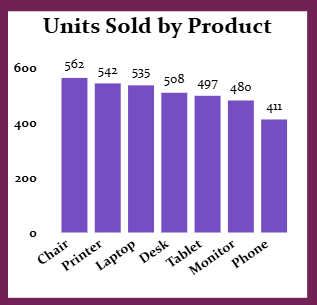 Units Sold by Product
600
400
200
0
562
542
535
508
497
480
411
Chair
Printer
Laptop
Desk
Tablet
Monitor
Phone